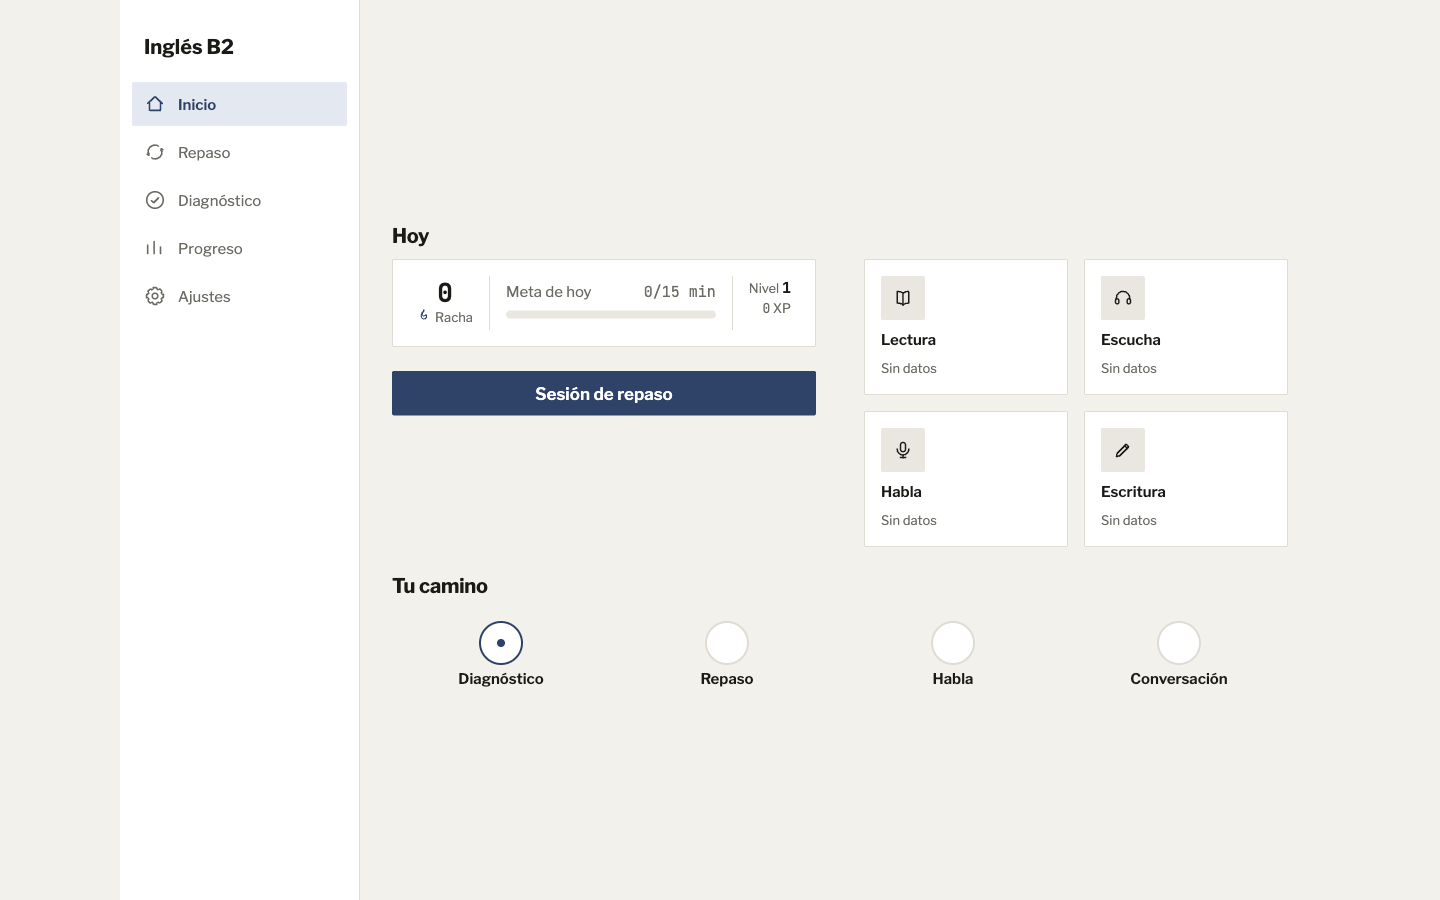 Inglés B2
Inicio
Repaso
Diagnóstico
Progreso
Ajustes
Hoy
0
Racha
Meta de hoy 0/15 min
Nivel 1
0 XP
Sesión de repaso
Lectura
Sin datos
Escucha
Sin datos
Habla
Sin datos
Escritura
Sin datos
Tu camino
Diagnóstico
Repaso
Habla
Conversación